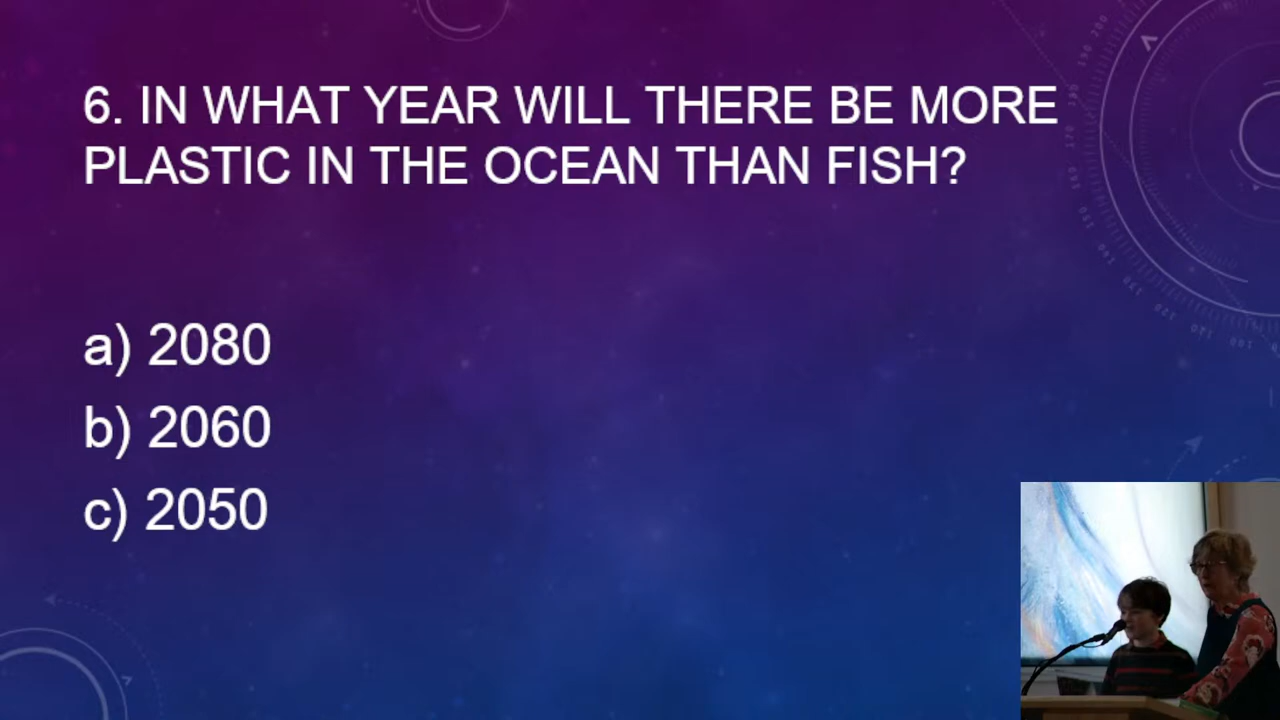 6. IN WHAT YEAR WILL THERE BE MORE
PLASTIC IN THE OCEAN THAN FISH?
a) 2080
b) 2060
c) 2050